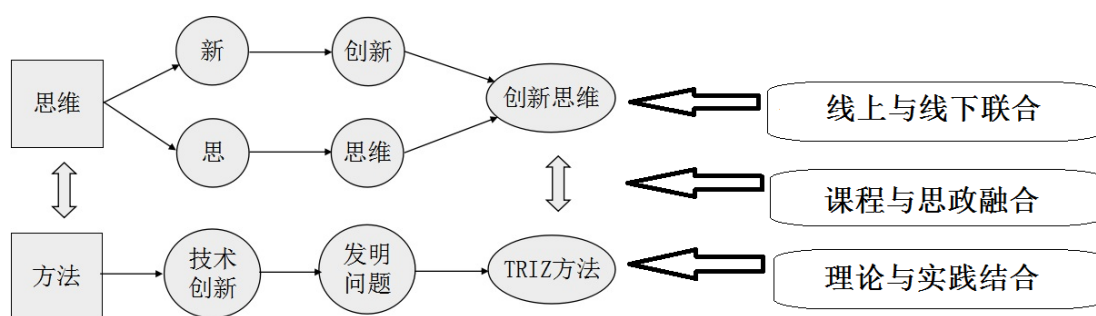 新
创新
思维
创新思维
线上与线下联合
思
思维
课程与思政融合
方法
技术
创新
发明
问题
TRIZ方法
理论与实践结合